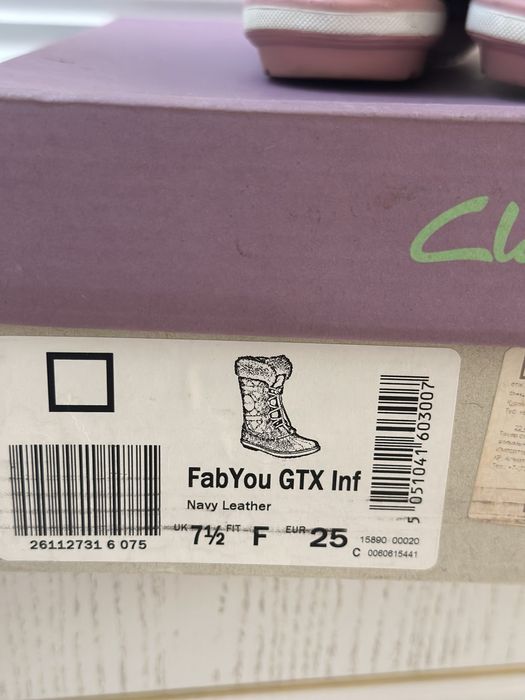 Cl
FabYou GTX Inf
Navy Leather
UK 7½ FIT F EUR 25
26112731 6 075
15890 00020
C 0060615441
5 051041 603007